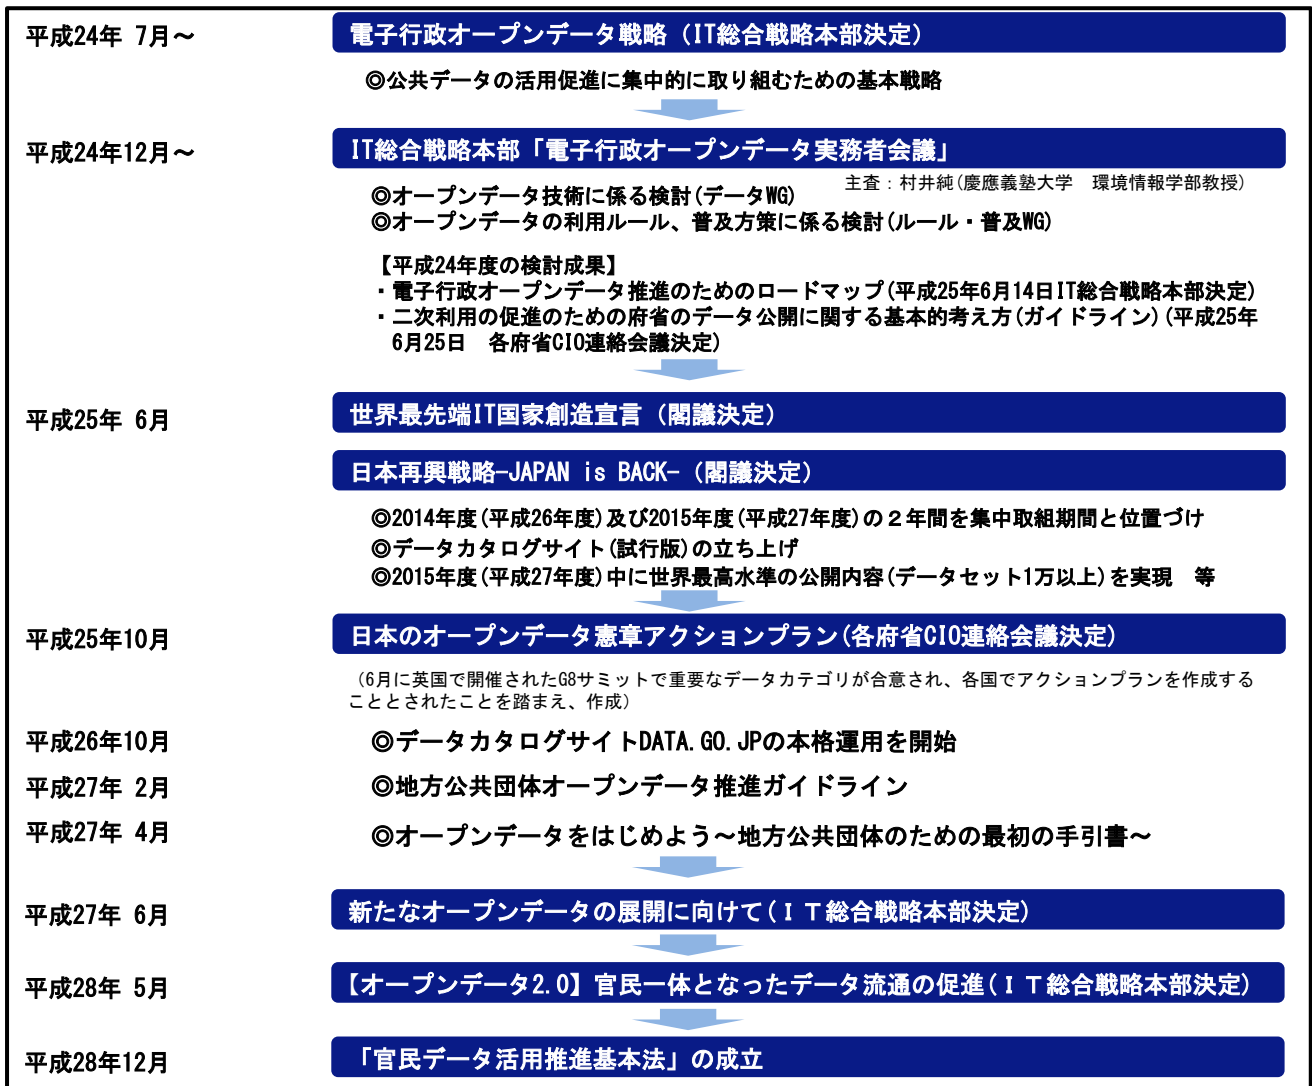 平成24年 7月～ 電子行政オープンデータ戦略（IT総合戦略本部決定）
◎公共データの活用促進に集中的に取り組むための基本戦略
平成24年12月～ IT総合戦略本部「電子行政オープンデータ実務者会議」
主査：村井純(慶應義塾大学　環境情報学部教授)
◎オープンデータ技術に係る検討(データWG)
◎オープンデータの利用ルール、普及方策に係る検討(ルール・普及WG)
【平成24年度の検討成果】
・電子行政オープンデータ推進のためのロードマップ(平成25年6月14日IT総合戦略本部決定)
・二次利用の促進のための府省のデータ公開に関する基本的考え方(ガイドライン)(平成25年
6月25日　各府省CIO連絡会議決定)
平成25年 6月 世界最先端IT国家創造宣言（閣議決定）
日本再興戦略-JAPAN is BACK-（閣議決定）
◎2014年度(平成26年度)及び2015年度(平成27年度)の２年間を集中取組期間と位置づけ
◎データカタログサイト(試行版)の立ち上げ
◎2015年度(平成27年度)中に世界最高水準の公開内容(データセット1万以上)を実現　等
平成25年10月 日本のオープンデータ憲章アクションプラン(各府省CIO連絡会議決定)
（6月に英国で開催されたG8サミットで重要なデータカテゴリが合意され、各国でアクションプランを作成する
こととされたことを踏まえ、作成）
平成26年10月 ◎データカタログサイトDATA.GO.JPの本格運用を開始
平成27年 2月 ◎地方公共団体オープンデータ推進ガイドライン
平成27年 4月 ◎オープンデータをはじめよう～地方公共団体のための最初の手引書～
平成27年 6月 新たなオープンデータの展開に向けて(ＩＴ総合戦略本部決定)
平成28年 5月 【オープンデータ2.0】官民一体となったデータ流通の促進(ＩＴ総合戦略本部決定)
平成28年12月 「官民データ活用推進基本法」の成立